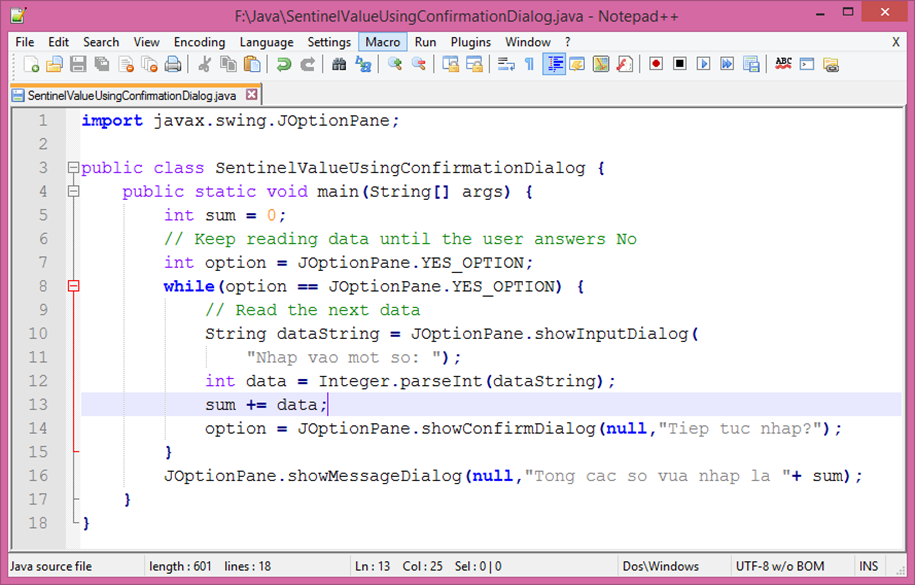 F:\Java\SentinelValueUsingConfirmationDialog.java - Notepad++
File Edit Search View Encoding Language Settings Macro Run Plugins Window ? X
ABC
SentinelValueUsingConfirmationDialog.java
1 import javax.swing.JOptionPane;
2
3 public class SentinelValueUsingConfirmationDialog {
4 public static void main(String[] args) {
5 int sum = 0;
6 // Keep reading data until the user answers No
7 int option = JOptionPane.YES_OPTION;
8 while(option == JOptionPane.YES_OPTION) {
9 // Read the next data
10 String dataString = JOptionPane.showInputDialog(
11 "Nhap vao mot so: ");
12 int data = Integer.parseInt(dataString);
13 sum += data;
14 option = JOptionPane.showConfirmDialog(null,"Tiep tuc nhap?");
15 }
16 JOptionPane.showMessageDialog(null,"Tong cac so vua nhap la "+ sum);
17 }
18 }
Java source file length : 601 lines : 18 Ln : 13 Col : 25 Sel : 0 | 0 Dos\Windows UTF-8 w/o BOM INS